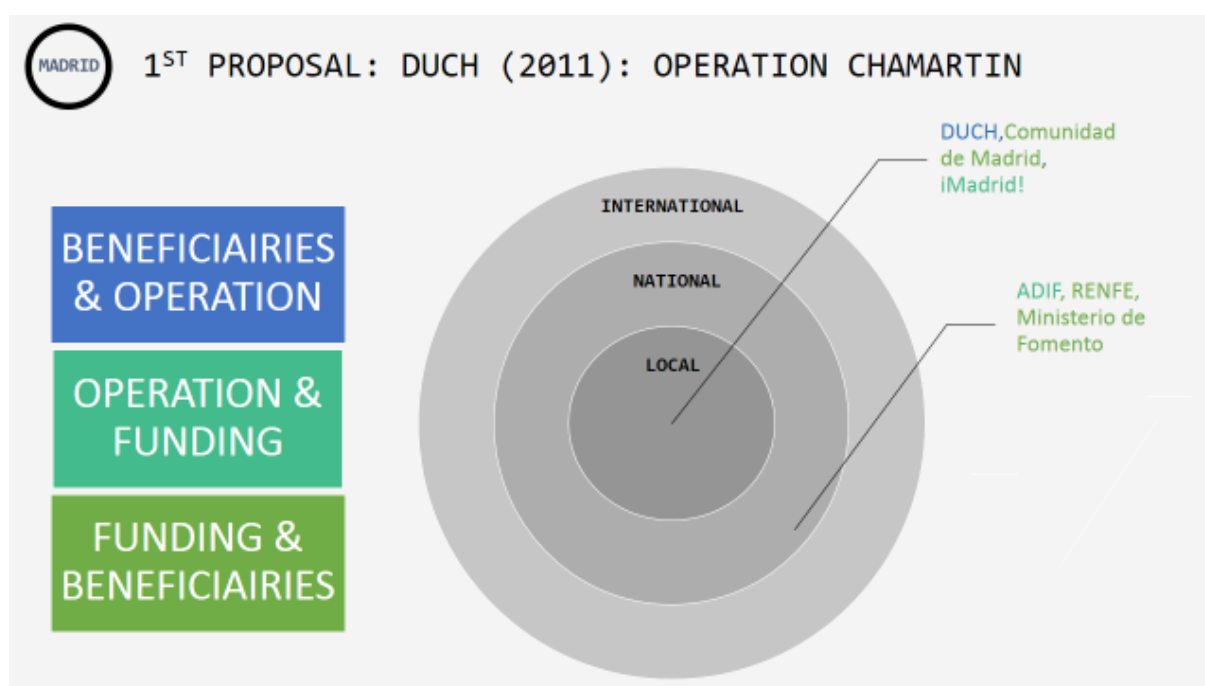 MADRID
1ST PROPOSAL: DUCH (2011): OPERATION CHAMARTIN
BENEFICIAIRIES
& OPERATION
OPERATION &
FUNDING
FUNDING &
BENEFICIAIRIES
INTERNATIONAL
NATIONAL
LOCAL
DUCH,Comunidad
de Madrid,
iMadrid!
ADIF, RENFE,
Ministerio de
Fomento